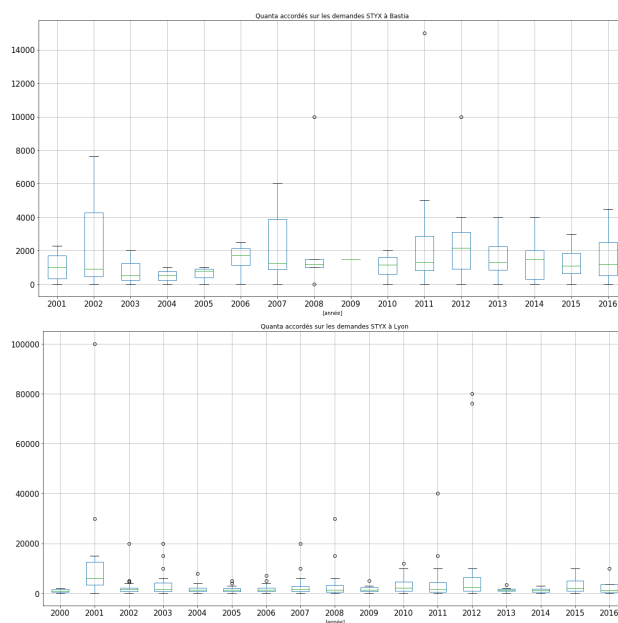 Quanta accordés sur les demandes STYX à Bastia
14000
12000
10000
8000
6000
4000
2000
0
2001 2002 2003 2004 2005 2006 2007 2008 2009 2010 2011 2012 2013 2014 2015 2016
[année]
Quanta accordés sur les demandes STYX à Lyon
100000
80000
60000
40000
20000
0
2000 2001 2002 2003 2004 2005 2006 2007 2008 2009 2010 2011 2012 2013 2014 2015 2016
[année]